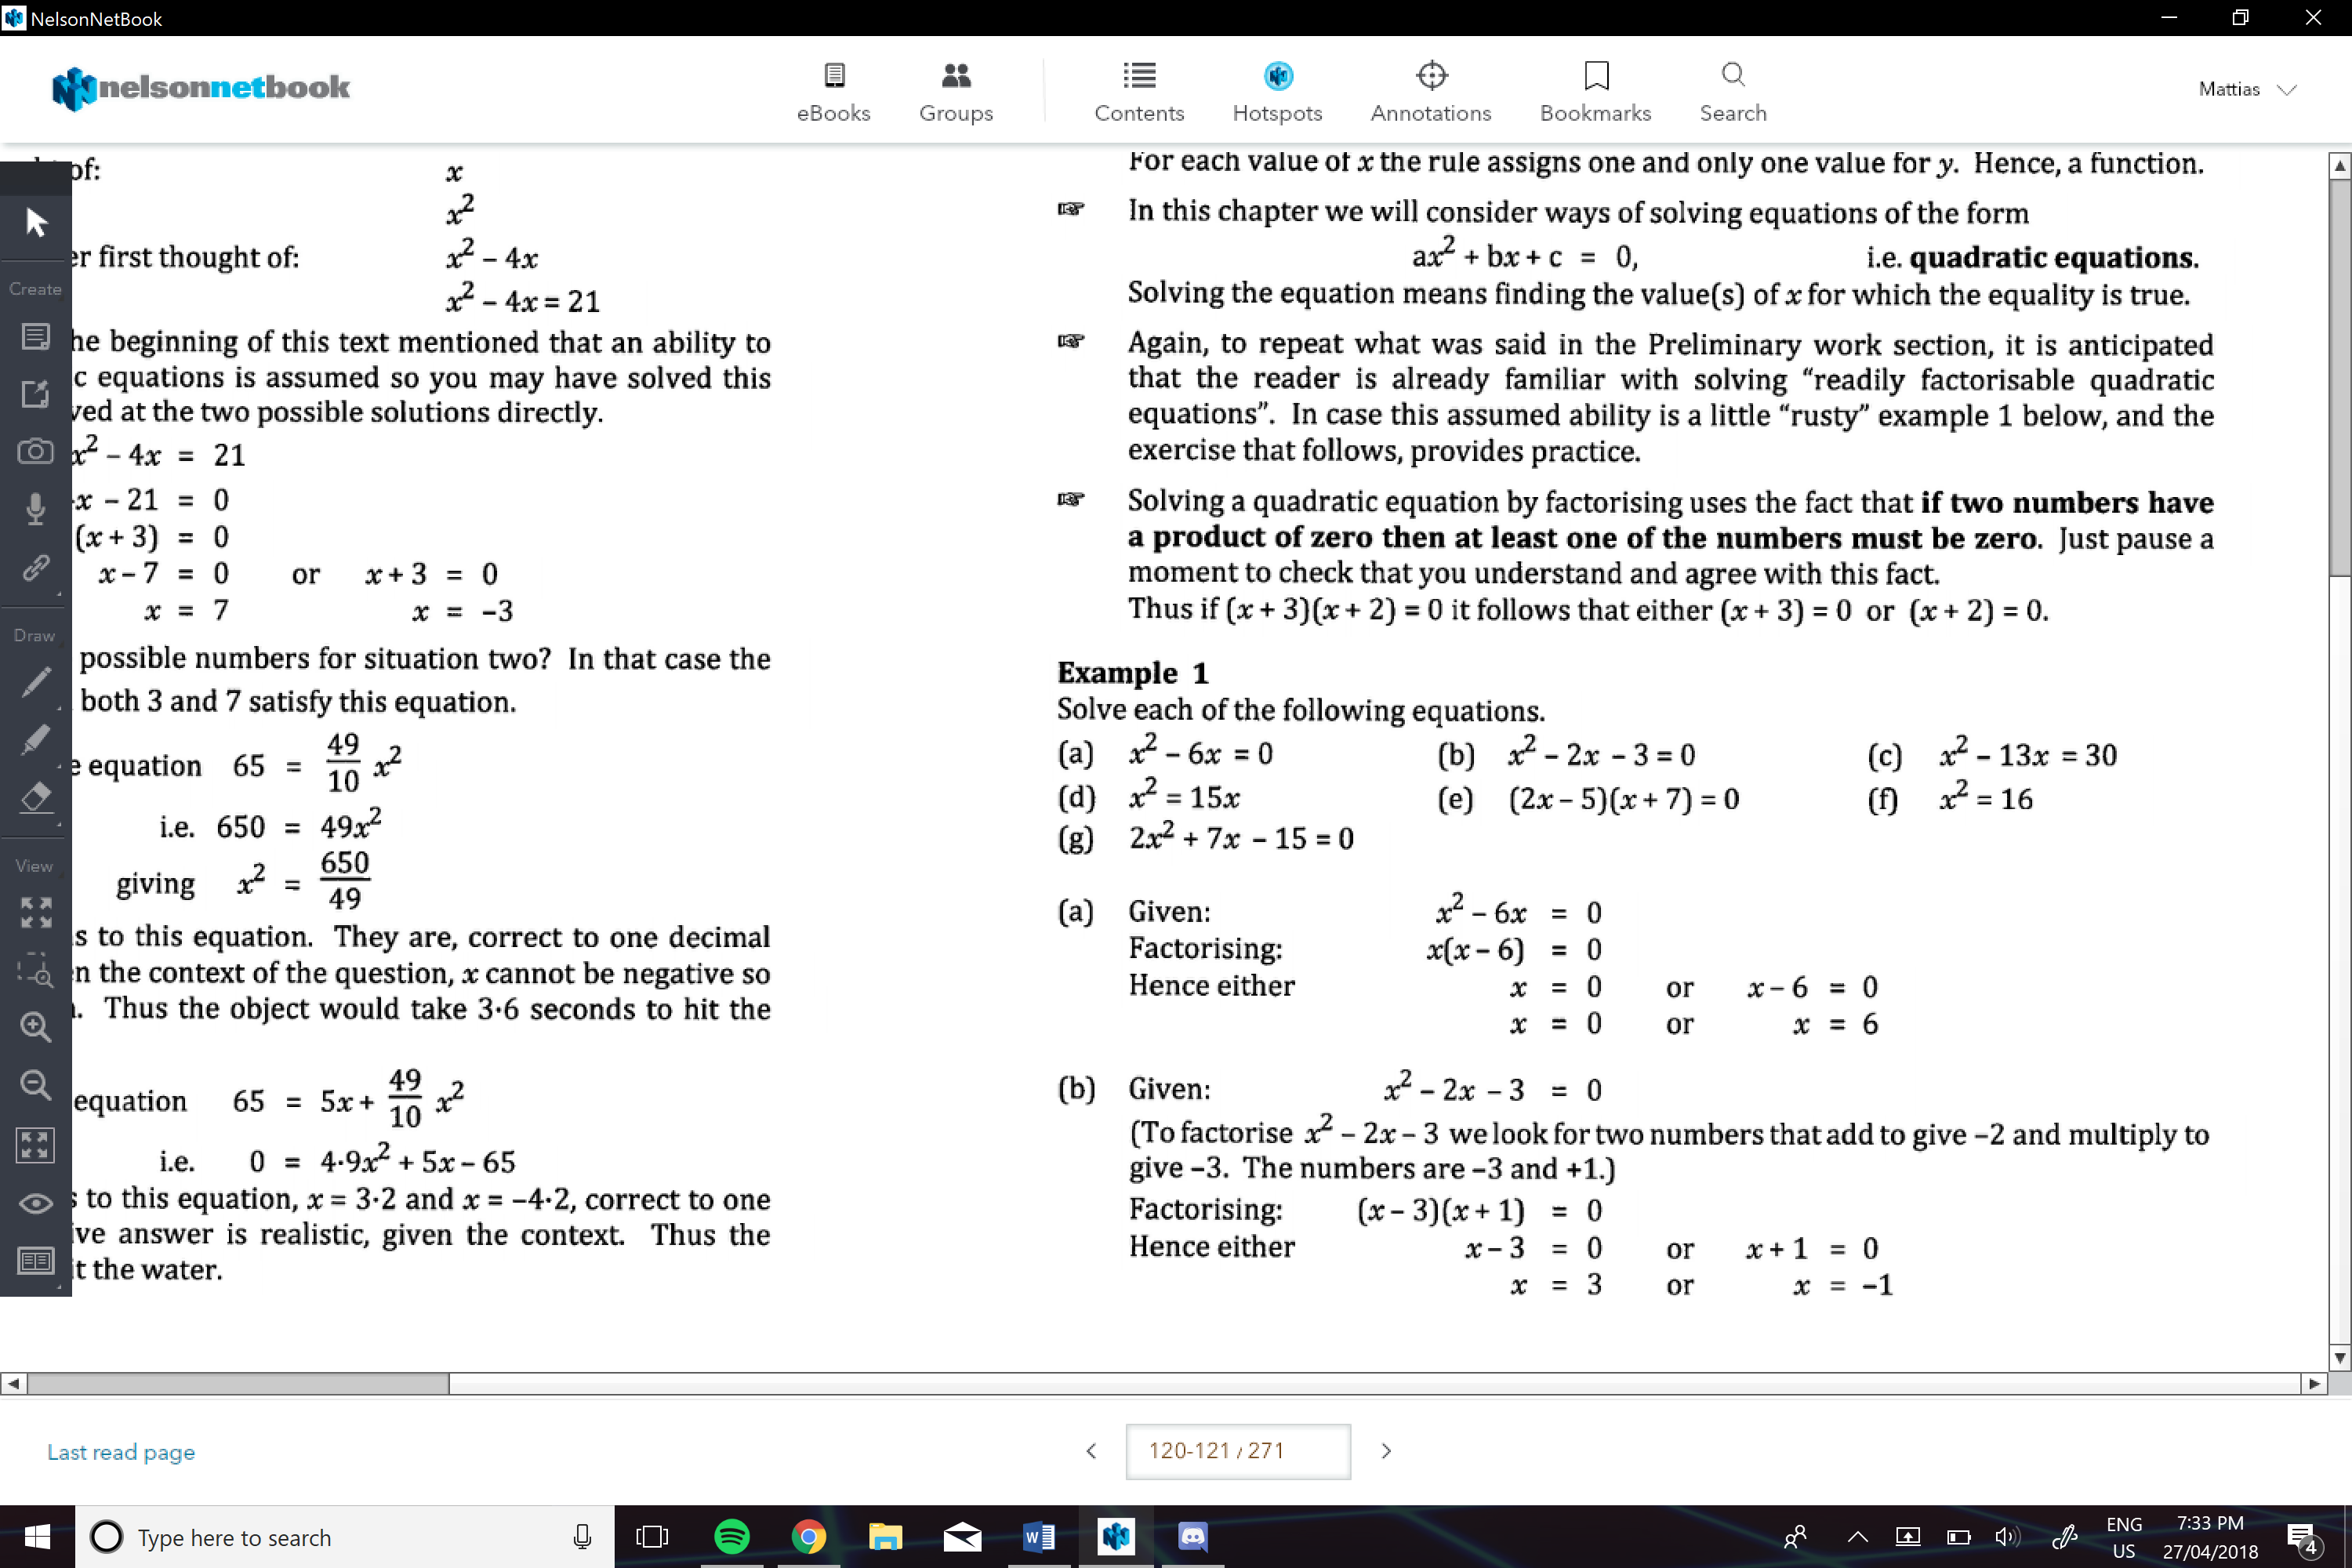 NelsonNetBook
nelsonnetbook
eBooks Groups Contents Hotspots Annotations Bookmarks Search Mattias
Create
Draw
View
of: x
x²
er first thought of: x² – 4x
x² – 4x = 21
he beginning of this text mentioned that an ability to
c equations is assumed so you may have solved this
ved at the two possible solutions directly.
x² – 4x = 21
x – 21 = 0
(x + 3) = 0
x – 7 = 0 or x + 3 = 0
x = 7 x = –3
possible numbers for situation two? In that case the
both 3 and 7 satisfy this equation.
e equation 65 = 49/10 x²
i.e. 650 = 49x²
giving x² = 650/49
s to this equation. They are, correct to one decimal
n the context of the question, x cannot be negative so
. Thus the object would take 3·6 seconds to hit the
equation 65 = 5x + 49/10 x²
i.e. 0 = 4·9x² + 5x – 65
s to this equation, x = 3·2 and x = –4·2, correct to one
ive answer is realistic, given the context. Thus the
it the water.
For each value of x the rule assigns one and only one value for y. Hence, a function.
☞ In this chapter we will consider ways of solving equations of the form
ax² + bx + c = 0, i.e. quadratic equations.
Solving the equation means finding the value(s) of x for which the equality is true.
☞ Again, to repeat what was said in the Preliminary work section, it is anticipated
that the reader is already familiar with solving “readily factorisable quadratic
equations”. In case this assumed ability is a little “rusty” example 1 below, and the
exercise that follows, provides practice.
☞ Solving a quadratic equation by factorising uses the fact that if two numbers have
a product of zero then at least one of the numbers must be zero. Just pause a
moment to check that you understand and agree with this fact.
Thus if (x + 3)(x + 2) = 0 it follows that either (x + 3) = 0 or (x + 2) = 0.
Example 1
Solve each of the following equations.
(a) x² – 6x = 0 (b) x² – 2x – 3 = 0 (c) x² – 13x = 30
(d) x² = 15x (e) (2x – 5)(x + 7) = 0 (f) x² = 16
(g) 2x² + 7x – 15 = 0
(a) Given: x² – 6x = 0
Factorising: x(x – 6) = 0
Hence either x = 0 or x – 6 = 0
x = 0 or x = 6
(b) Given: x² – 2x – 3 = 0
(To factorise x² – 2x – 3 we look for two numbers that add to give –2 and multiply to
give –3. The numbers are –3 and +1.)
Factorising: (x – 3)(x + 1) = 0
Hence either x – 3 = 0 or x + 1 = 0
x = 3 or x = –1
Last read page 120-121 / 271
Type here to search
ENG 7:33 PM
US 27/04/2018 4